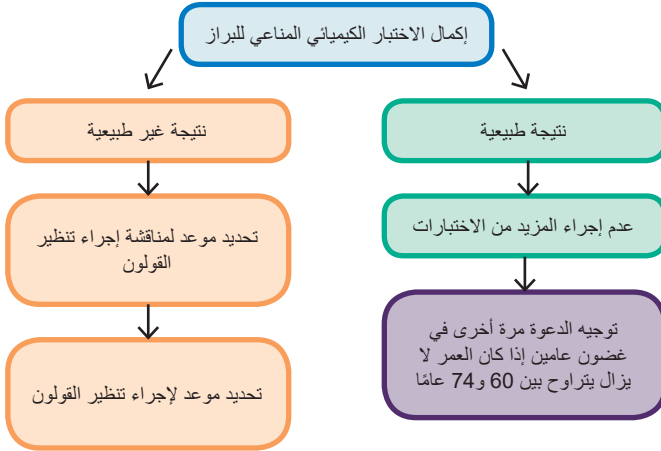 إكمال الاختبار الكيميائي المناعي للبراز
نتيجة طبيعية
عدم إجراء المزيد من الاختبارات
توجيه الدعوة مرة أخرى في
غضون عامين إذا كان العمر لا
يزال يتراوح بين 60 و74 عامًا
نتيجة غير طبيعية
تحديد موعد لمناقشة إجراء تنظير
القولون
تحديد موعد لإجراء تنظير القولون